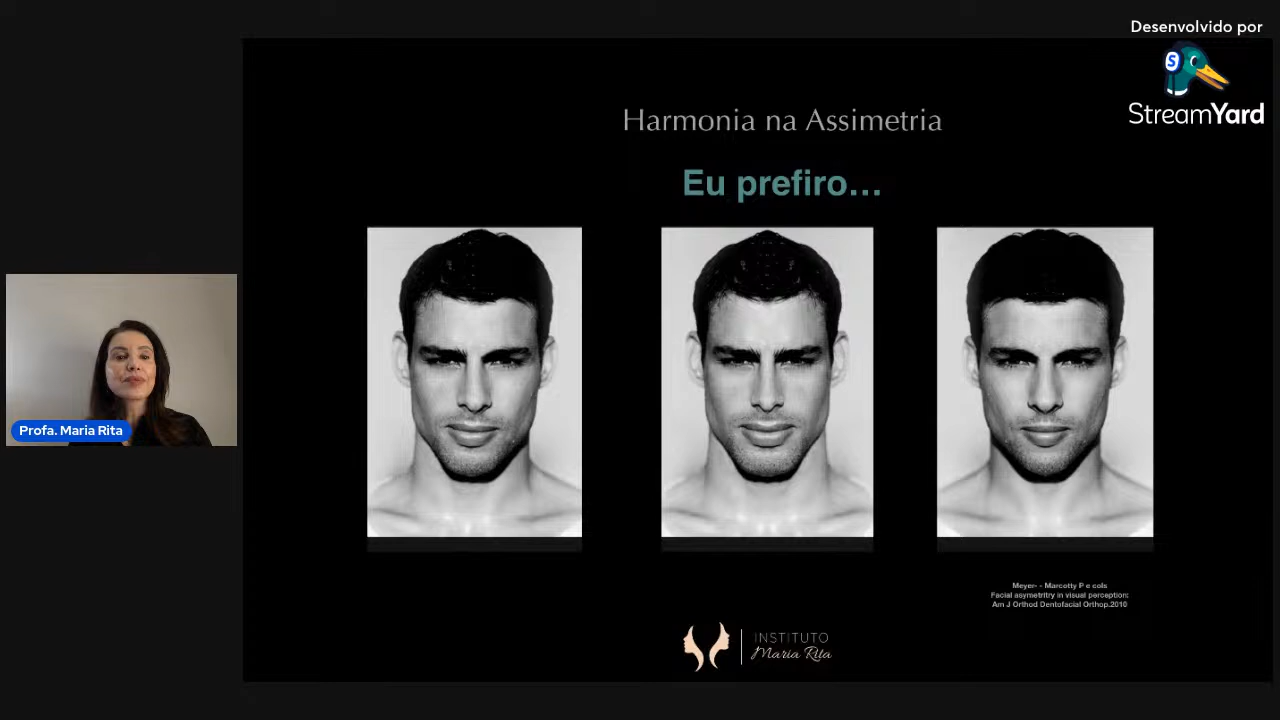 Desenvolvido por
StreamYard
Harmonia na Assimetria
Eu prefiro...
Profa. Maria Rita
Meyer- - Marcotty P e cols
Facial asymetritry in visual perception:
Am J Orthod Dentofacial Orthop.2010
INSTITUTO
Maria Rita